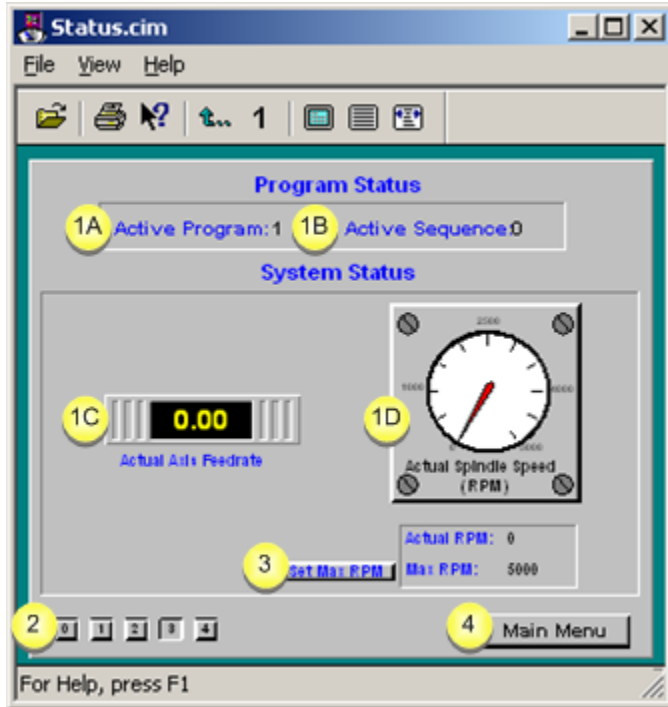 Status.cim
File View Help
1
Program Status
1A Active Program: 1 1B Active Sequence: 0
System Status
2500
1000 4000
0 5000
1C 0.00 1D
Actual Axis Feedrate
Actual Spindle Speed
(RPM)
Actual RPM: 0
3 Set Max RPM Max RPM: 5000
2 0 1 2 3 4
4 Main Menu
For Help, press F1